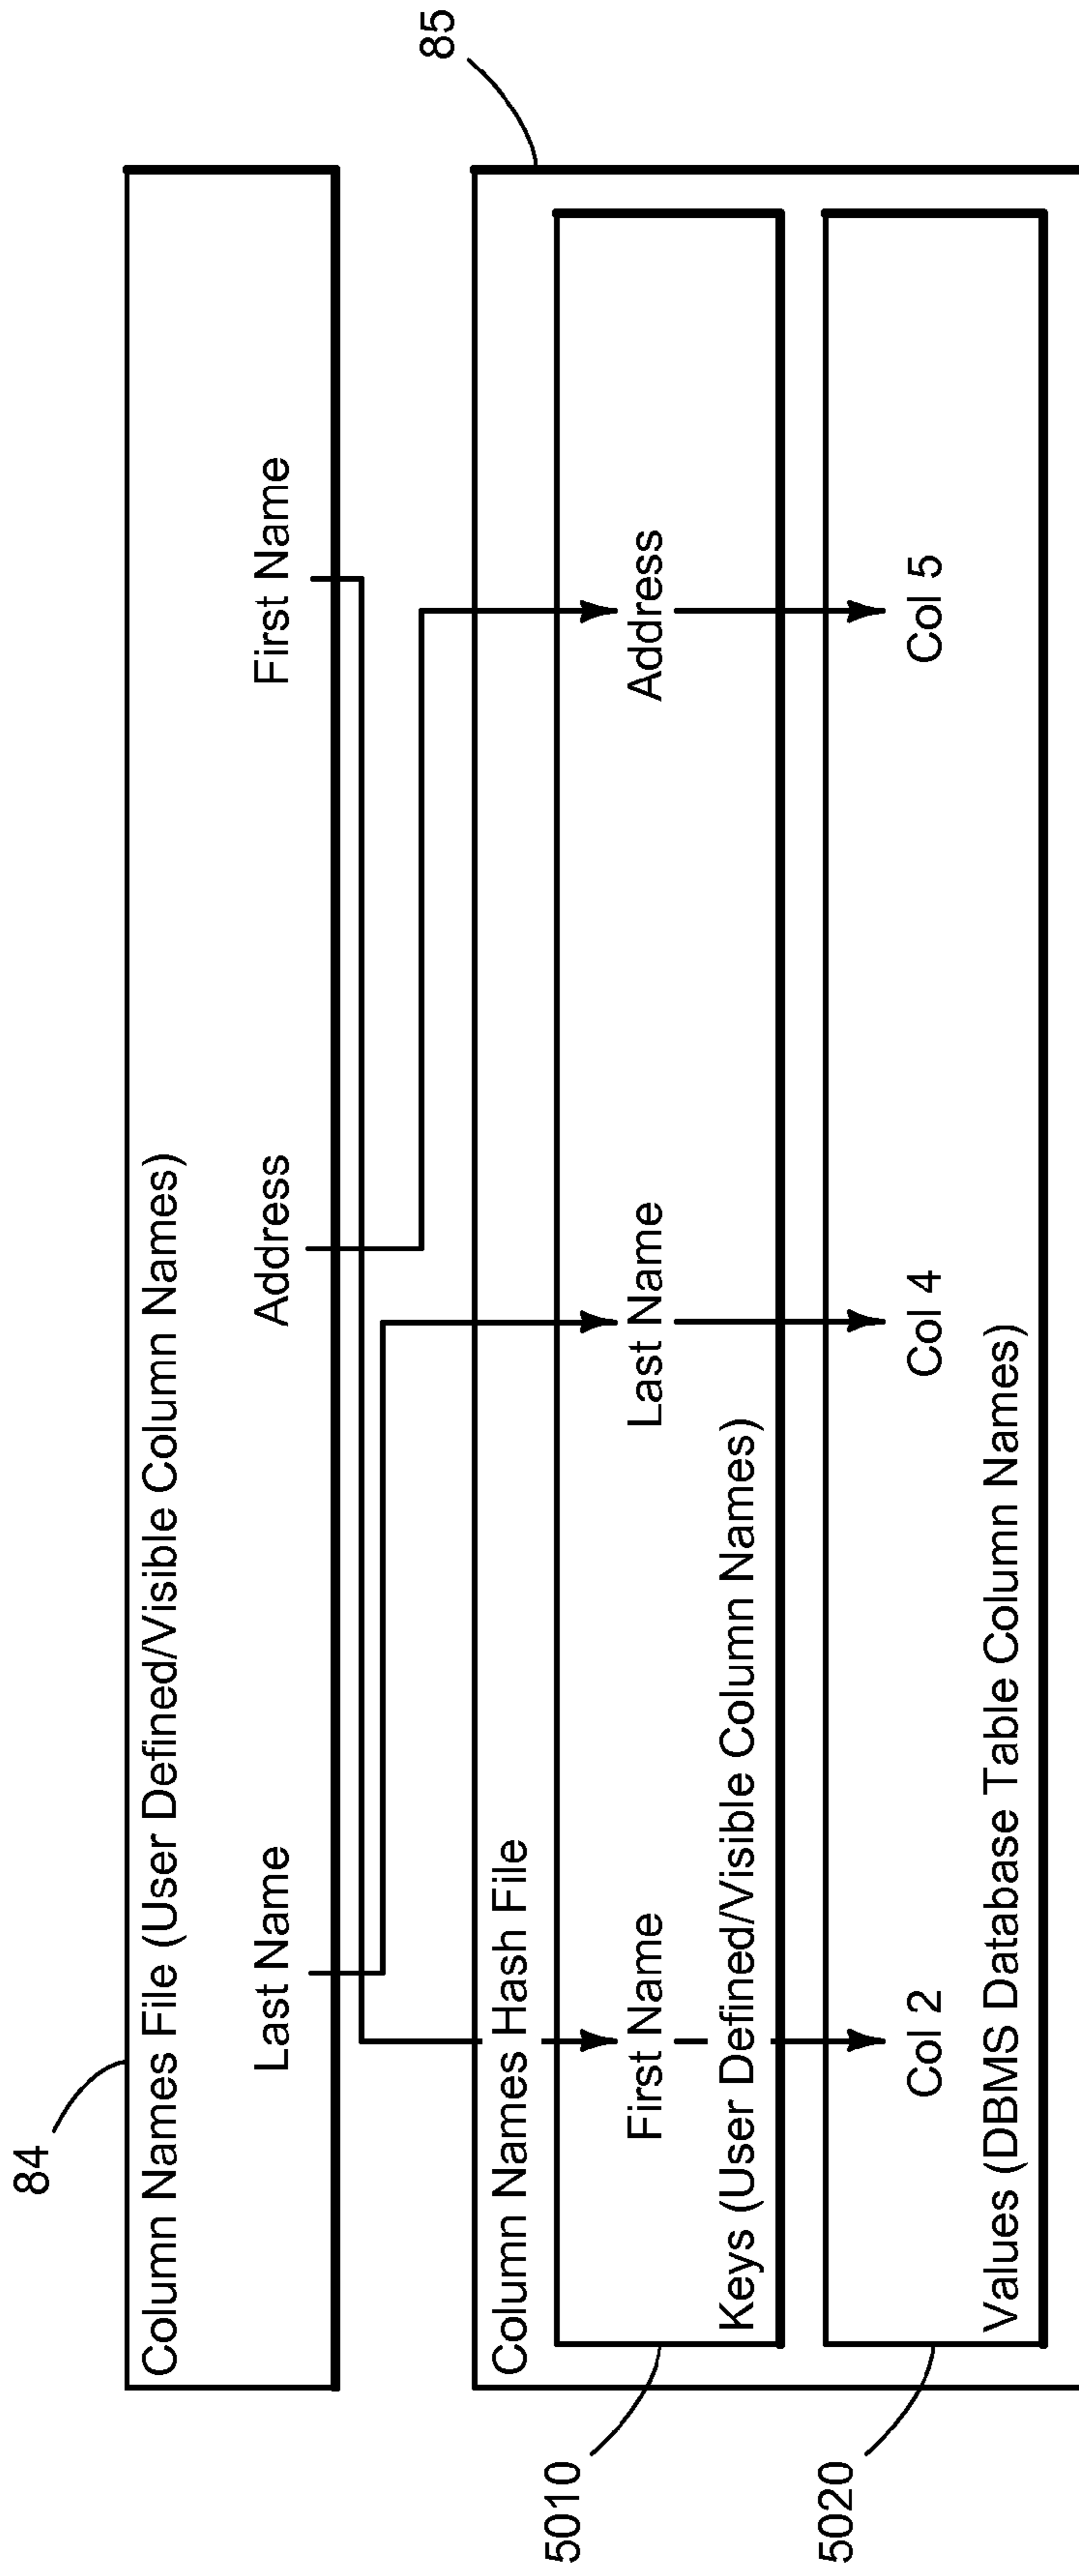 84
Column Names File (User Defined/Visible Column Names)
Last Name Address First Name
85
Column Names Hash File
5010
First Name Last Name Address
Keys (User Defined/Visible Column Names)
5020
Col 2 Col 4 Col 5
Values (DBMS Database Table Column Names)